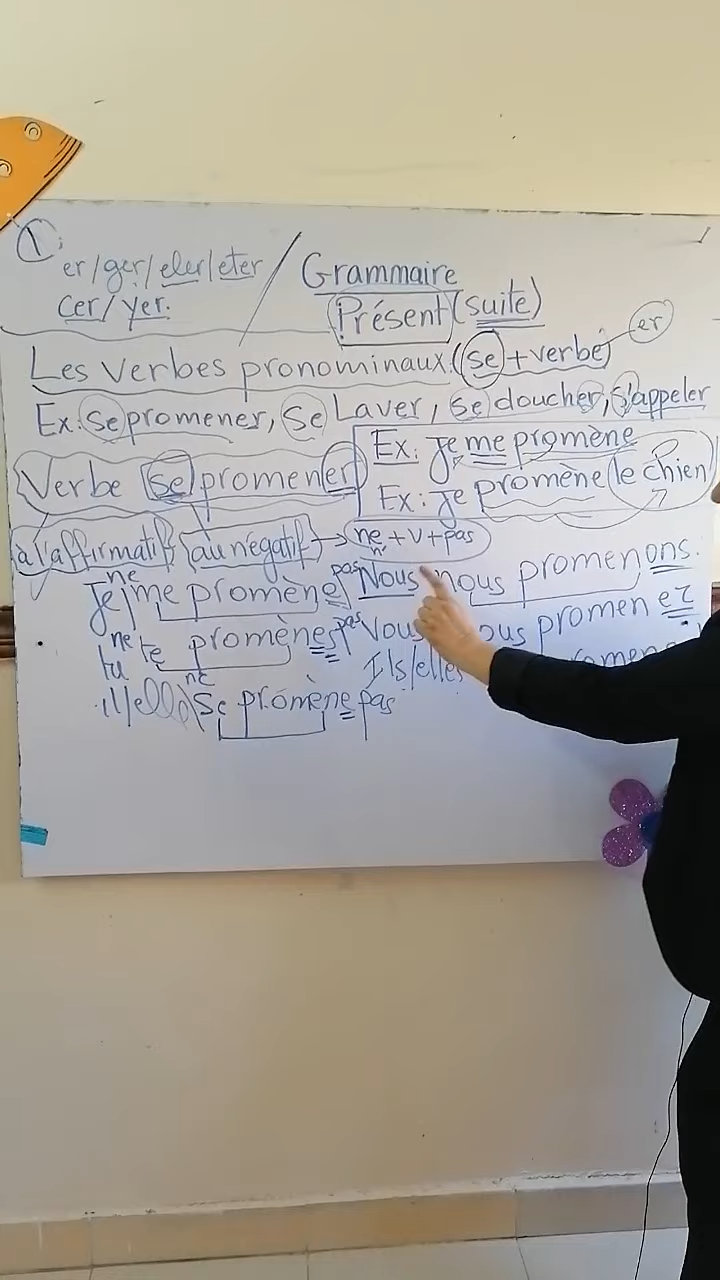 1:
er/ger/eler/eter / Grammaire
cer/yer: Présent (suite)
Les verbes pronominaux: (se + verbe) er
Ex: se promener, se Laver, se doucher, s'appeler
Ex: je me promène
Verbe se promener
Ex: je promène le chien
à l'affirmatif au négatif → ne + v + pas
n'
Je ne me promène pas Nous nous promenons.
tu ne te promènes pas Vous vous promenez
il/elle ne se promène pas Ils/elles